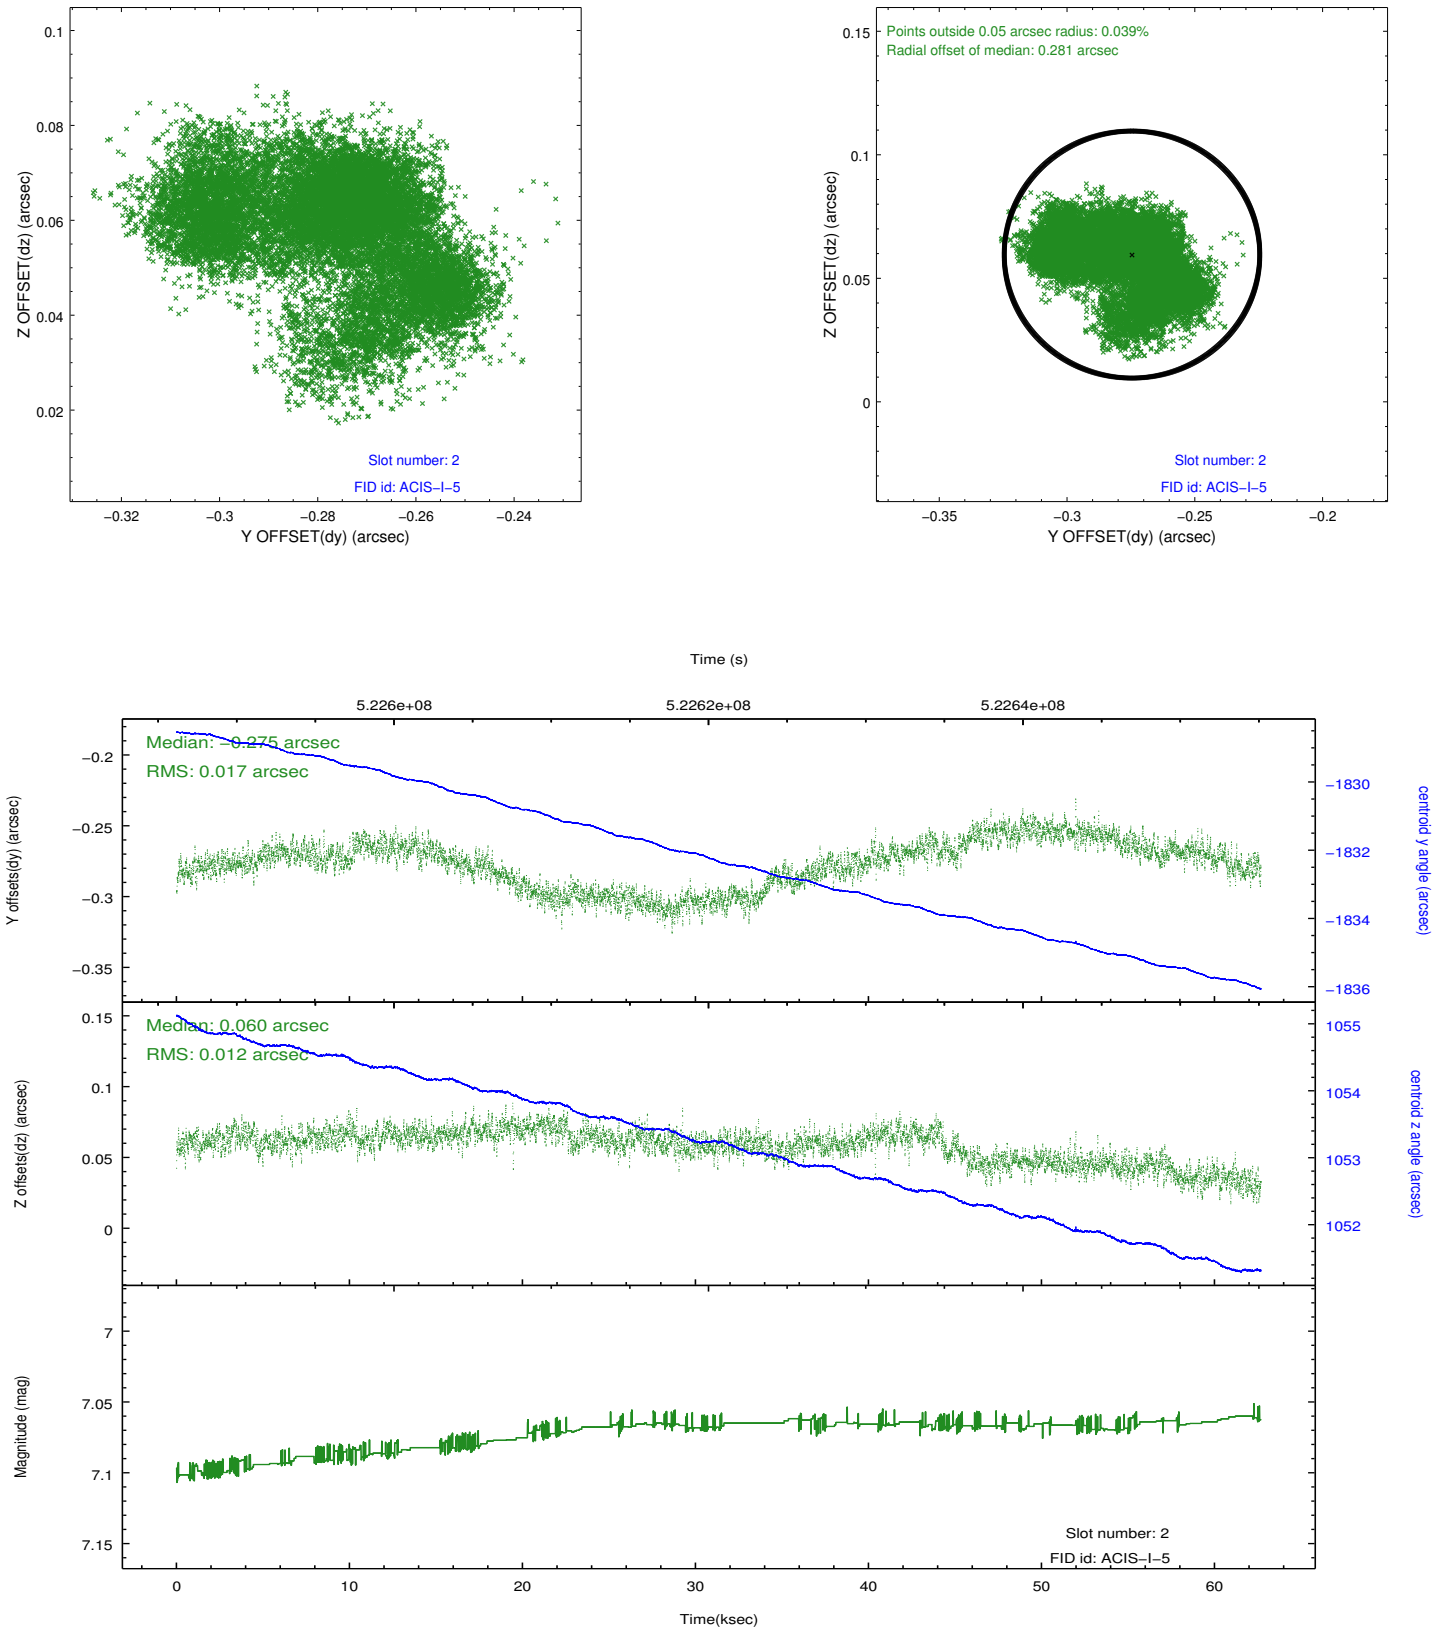 0.1
0.08
0.06
0.04
0.02
Z OFFSET(dz) (arcsec)
Slot number: 2
FID id: ACIS−I−5
−0.32 −0.3 −0.28 −0.26 −0.24
Y OFFSET(dy) (arcsec)
Points outside 0.05 arcsec radius: 0.039%
Radial offset of median: 0.281 arcsec
0.15
0.1
0.05
0
Z OFFSET(dz) (arcsec)
Slot number: 2
FID id: ACIS−I−5
−0.35 −0.3 −0.25 −0.2
Y OFFSET(dy) (arcsec)
Time (s)
5.226e+08 5.2262e+08 5.2264e+08
Median: −0.275 arcsec
RMS: 0.017 arcsec
−0.2
−0.25
−0.3
−0.35
Y offsets(dy) (arcsec)
−1830
−1832
−1834
−1836
centroid y angle (arcsec)
Median: 0.060 arcsec
RMS: 0.012 arcsec
0.15
0.1
0.05
0
Z offsets(dz) (arcsec)
1055
1054
1053
1052
centroid z angle (arcsec)
7
7.05
7.1
7.15
Magnitude (mag)
Slot number: 2
FID id: ACIS−I−5
0 10 20 30 40 50 60
Time(ksec)